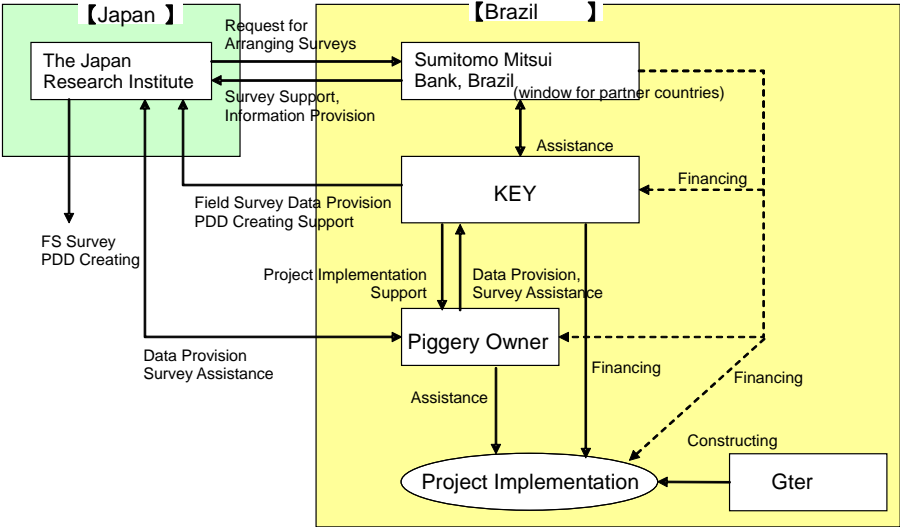 【Japan 】
【Brazil 】
Request for
Arranging Surveys
The Japan
Research Institute
Sumitomo Mitsui
Bank, Brazil
(window for partner countries)
Survey Support,
Information Provision
Assistance
KEY
Financing
Field Survey Data Provision
PDD Creating Support
FS Survey
PDD Creating
Project Implementation
Support
Data Provision,
Survey Assistance
Piggery Owner
Data Provision
Survey Assistance
Financing
Financing
Assistance
Constructing
Project Implementation
Gter